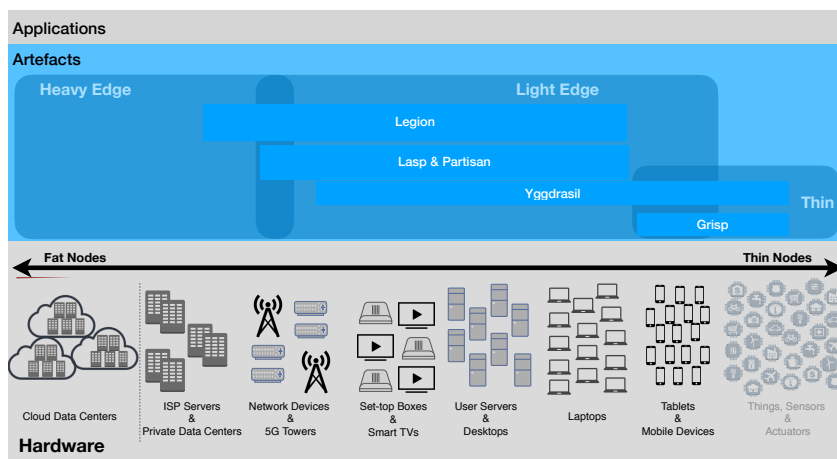 Applications
Artefacts
Heavy Edge
Light Edge
Legion
Lasp & Partisan
Yggdrasil
Thin
Grisp
Fat Nodes
Thin Nodes
Cloud Data Centers
ISP Servers
&
Private Data Centers
Network Devices
&
5G Towers
Set-top Boxes
&
Smart TVs
User Servers
&
Desktops
Laptops
Tablets
&
Mobile Devices
Things, Sensors
&
Actuators
Hardware